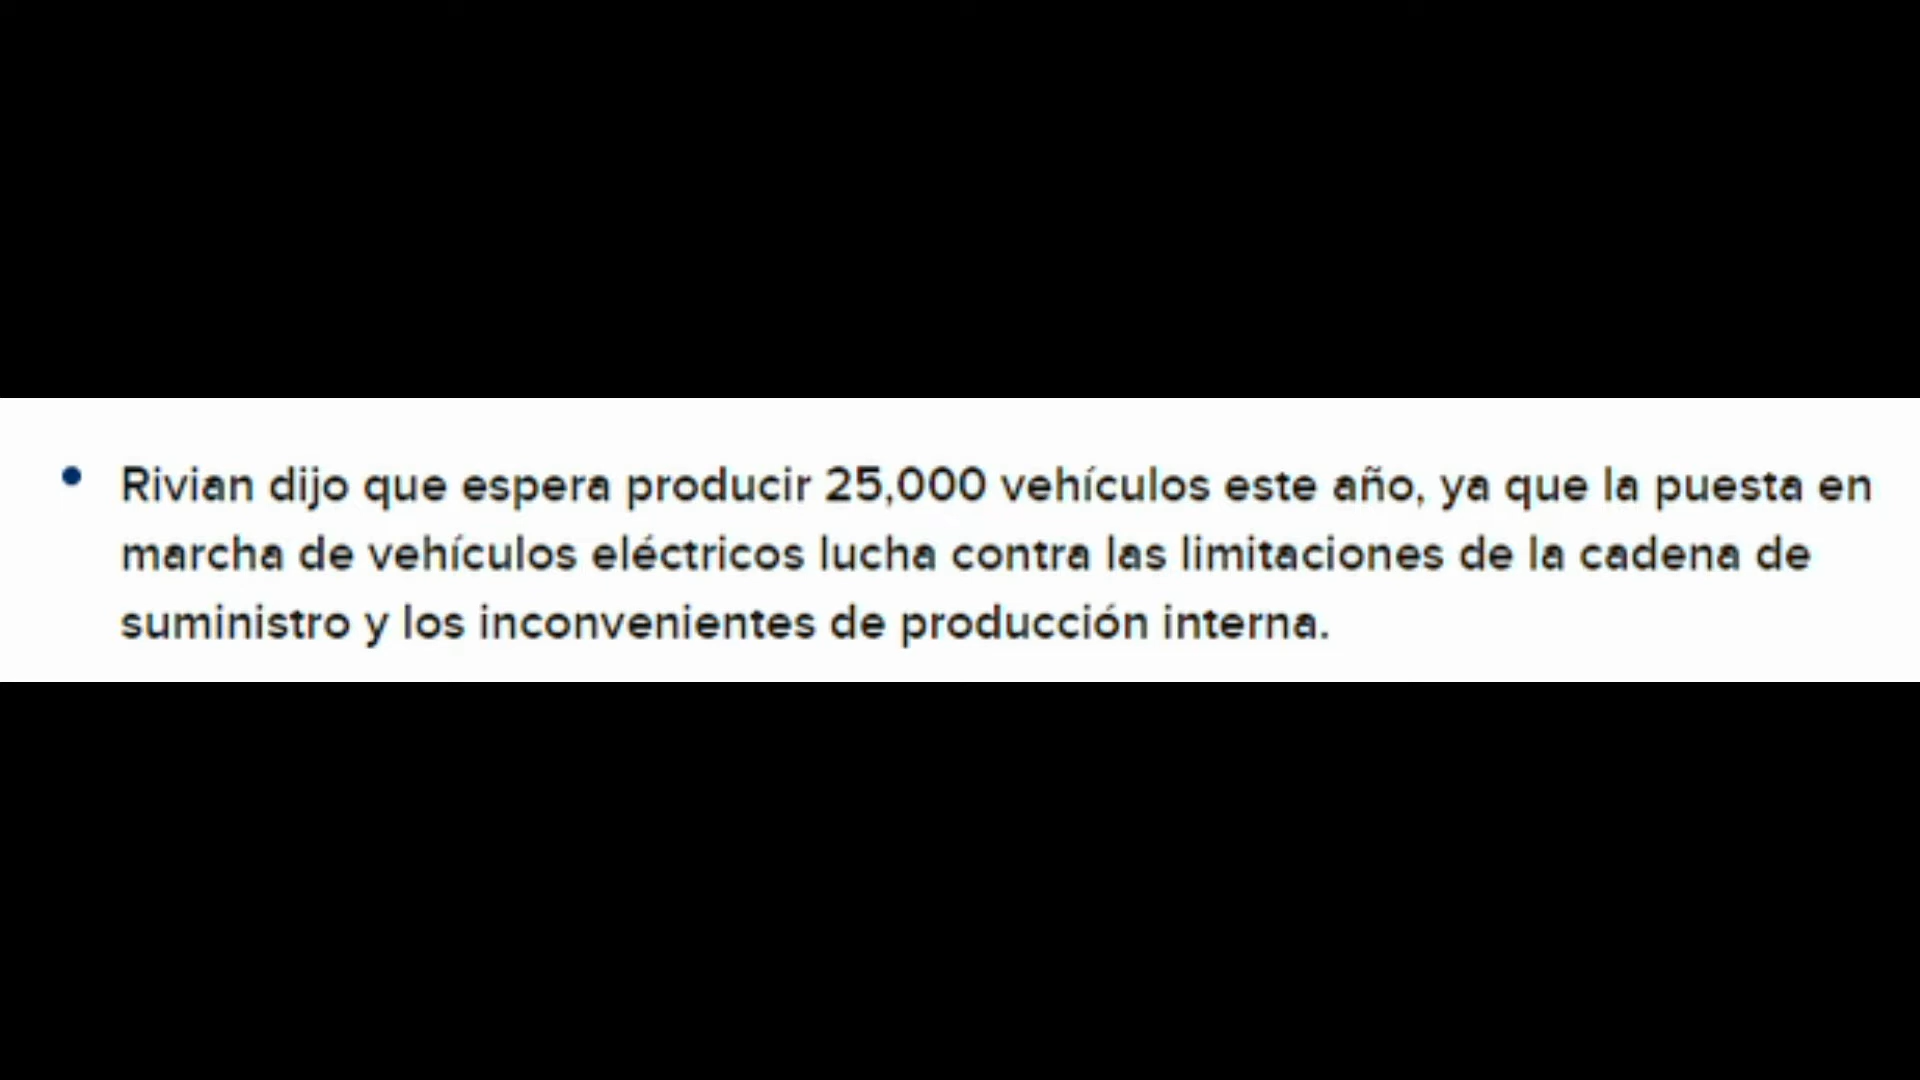 • Rivian dijo que espera producir 25,000 vehículos este año, ya que la puesta en
marcha de vehículos eléctricos lucha contra las limitaciones de la cadena de
suministro y los inconvenientes de producción interna.